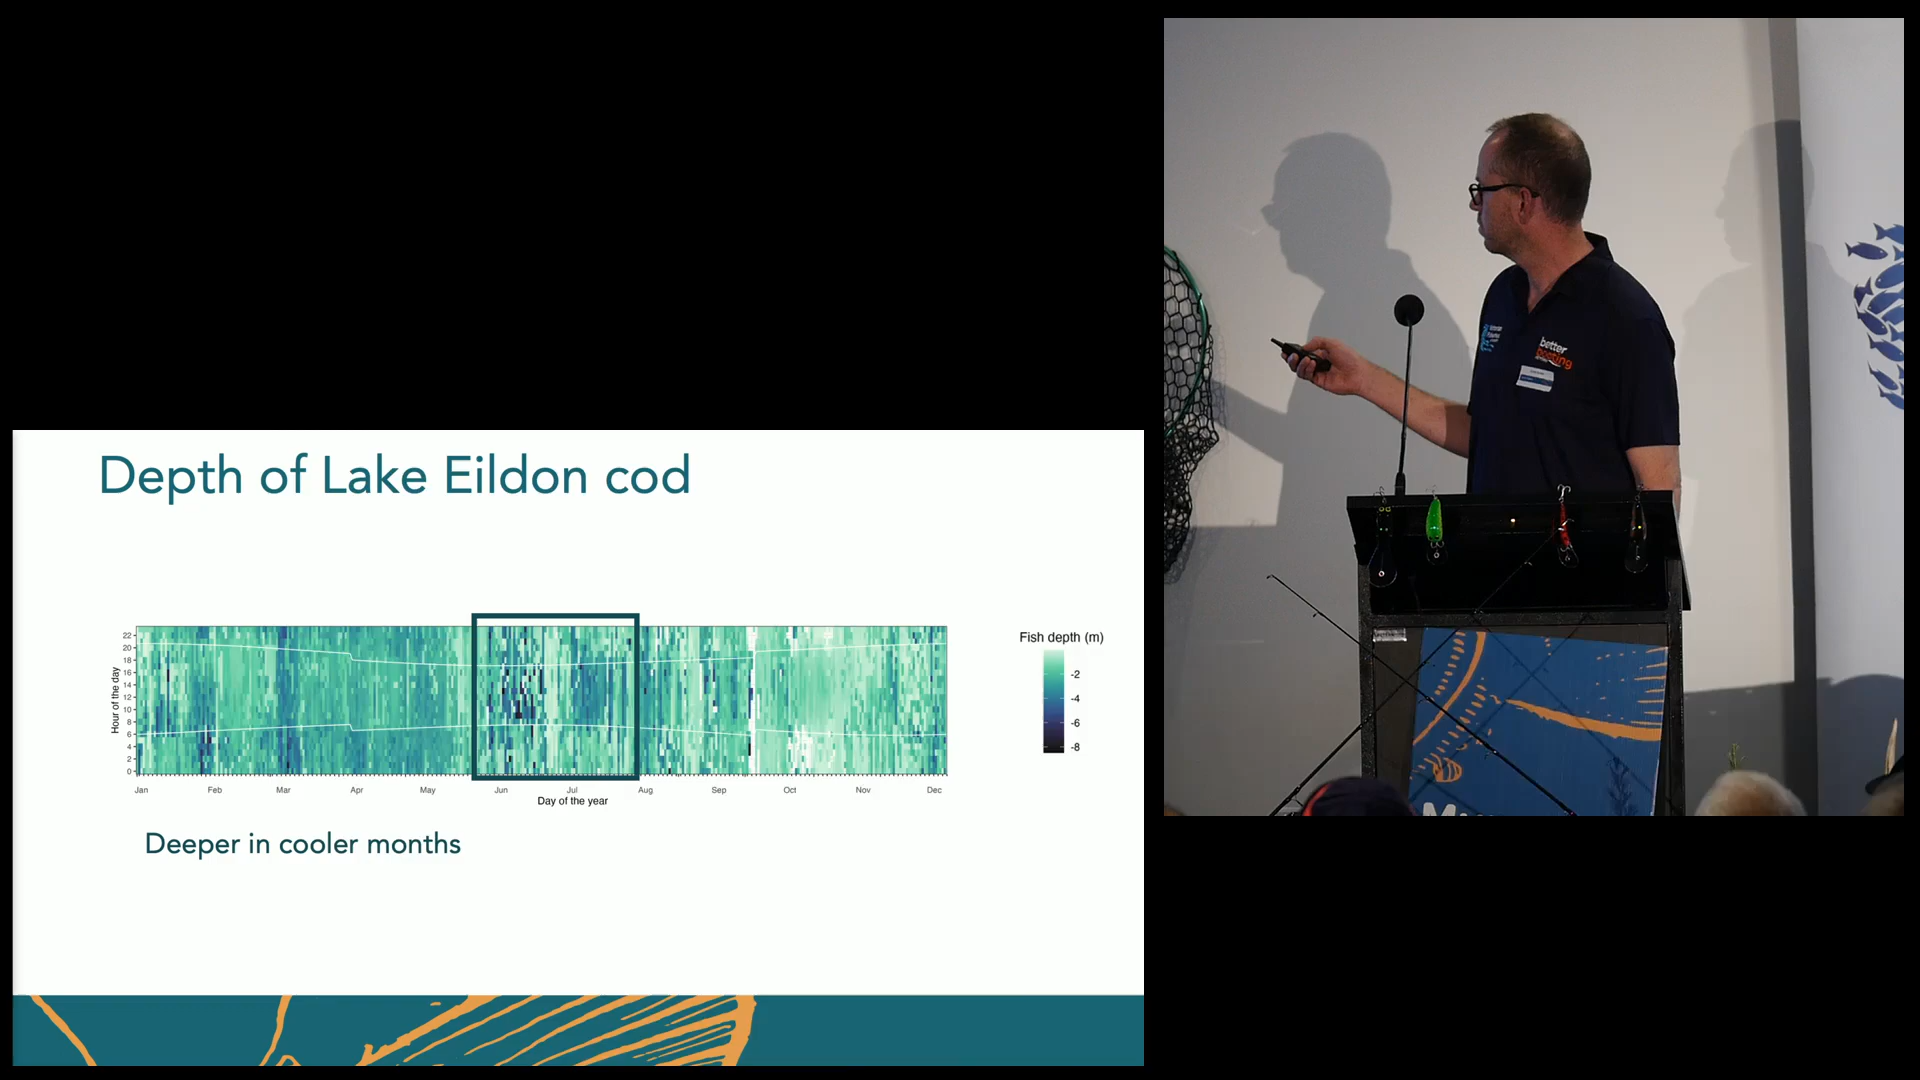 Depth of Lake Eildon cod
Fish depth (m)
-2
-4
-6
-8
Hour of the day
22
20
18
16
14
12
10
8
6
4
2
0
Jan Feb Mar Apr May Jun Jul Aug Sep Oct Nov Dec
Day of the year
Deeper in cooler months
better
boating